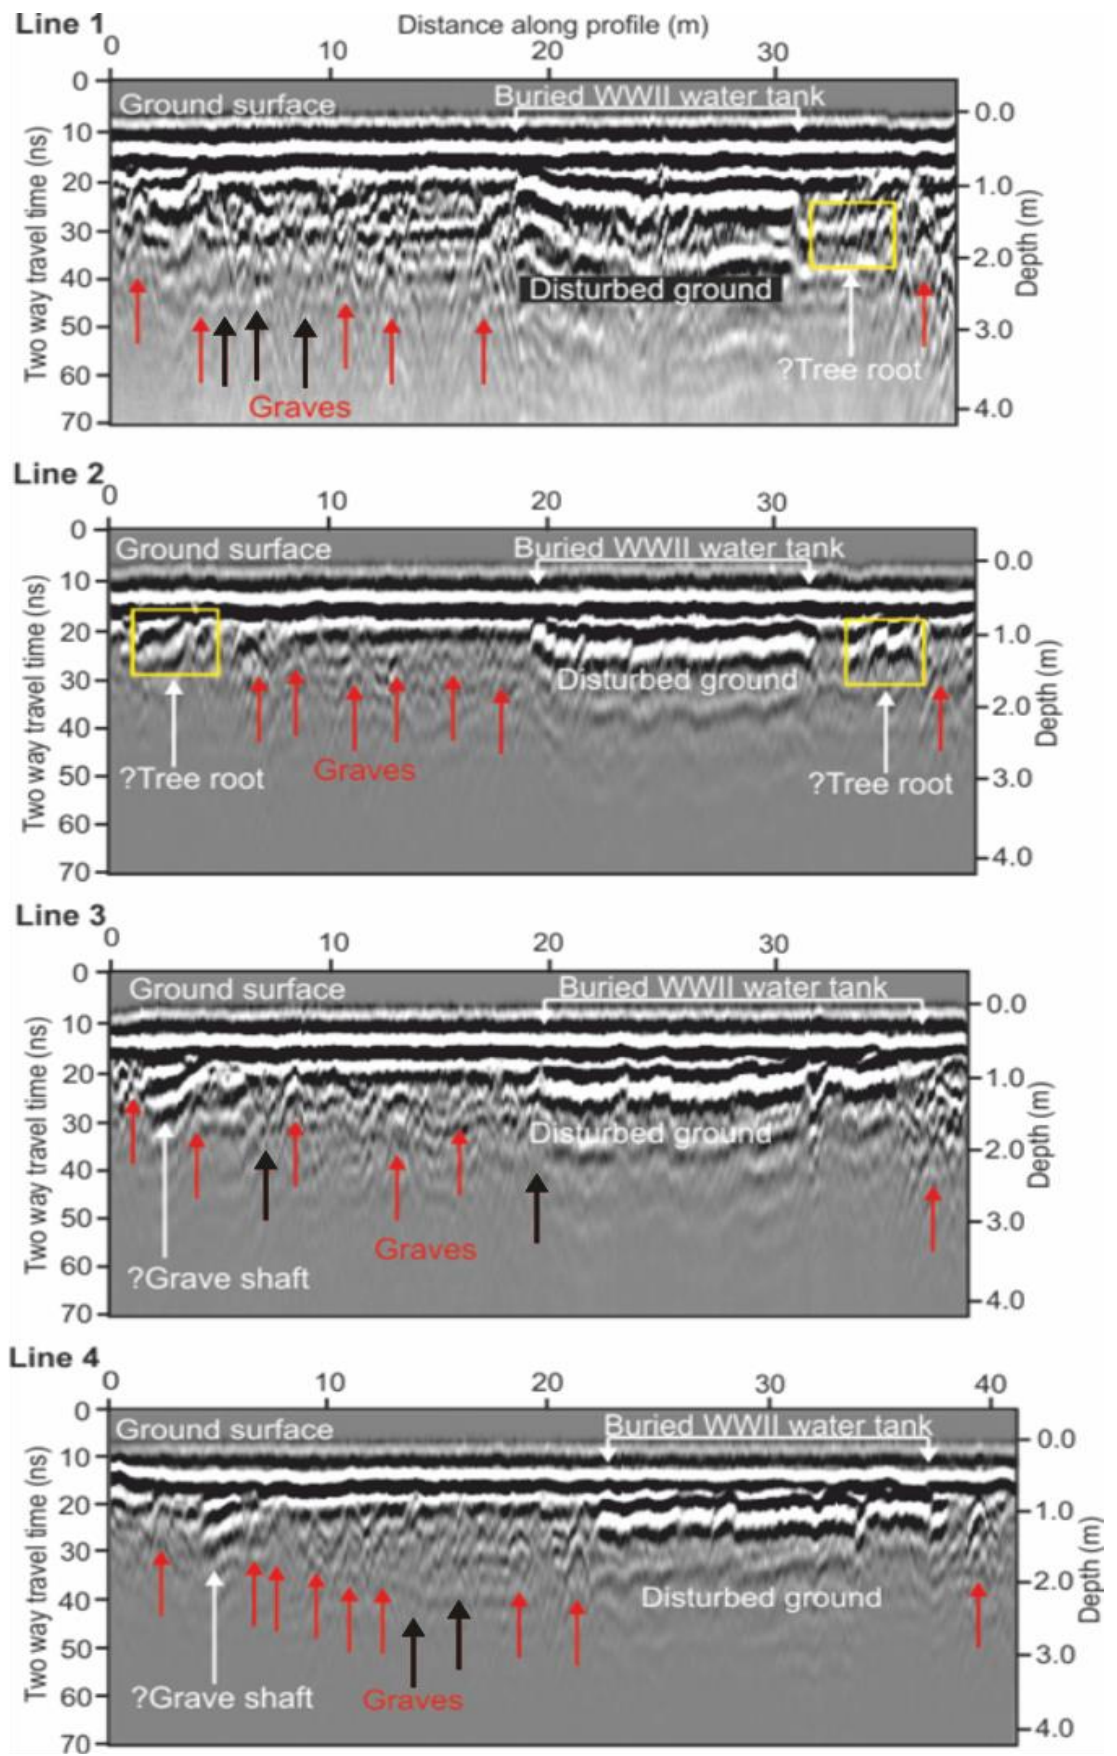 Line 1
Distance along profile (m)
0 10 20 30
Ground surface
Buried WWII water tank
Two way travel time (ns)
0
10
20
30
40
50
60
70
0.0
1.0
2.0
3.0
4.0
Depth (m)
Disturbed ground
?Tree root
Graves
Line 2
0 10 20 30
Ground surface
Buried WWII water tank
Two way travel time (ns)
0
10
20
30
40
50
60
70
0.0
1.0
2.0
3.0
4.0
Depth (m)
Disturbed ground
?Tree root
Graves
?Tree root
Line 3
0 10 20 30
Ground surface
Buried WWII water tank
Two way travel time (ns)
0
10
20
30
40
50
60
70
0.0
1.0
2.0
3.0
4.0
Depth (m)
Disturbed ground
Graves
?Grave shaft
Line 4
0 10 20 30 40
Ground surface
Buried WWII water tank
Two way travel time (ns)
0
10
20
30
40
50
60
70
0.0
1.0
2.0
3.0
4.0
Depth (m)
Disturbed ground
?Grave shaft
Graves